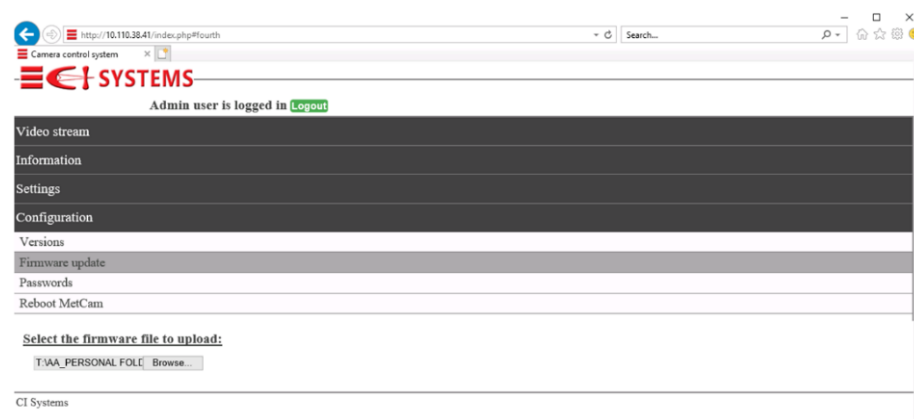 http://10.110.38.41/index.php#fourth
Search...
Camera control system
CI SYSTEMS
Admin user is logged in Logout
Video stream
Information
Settings
Configuration
Versions
Firmware update
Passwords
Reboot MetCam
Select the firmware file to upload:
T:\AA_PERSONAL FOLD Browse...
CI Systems